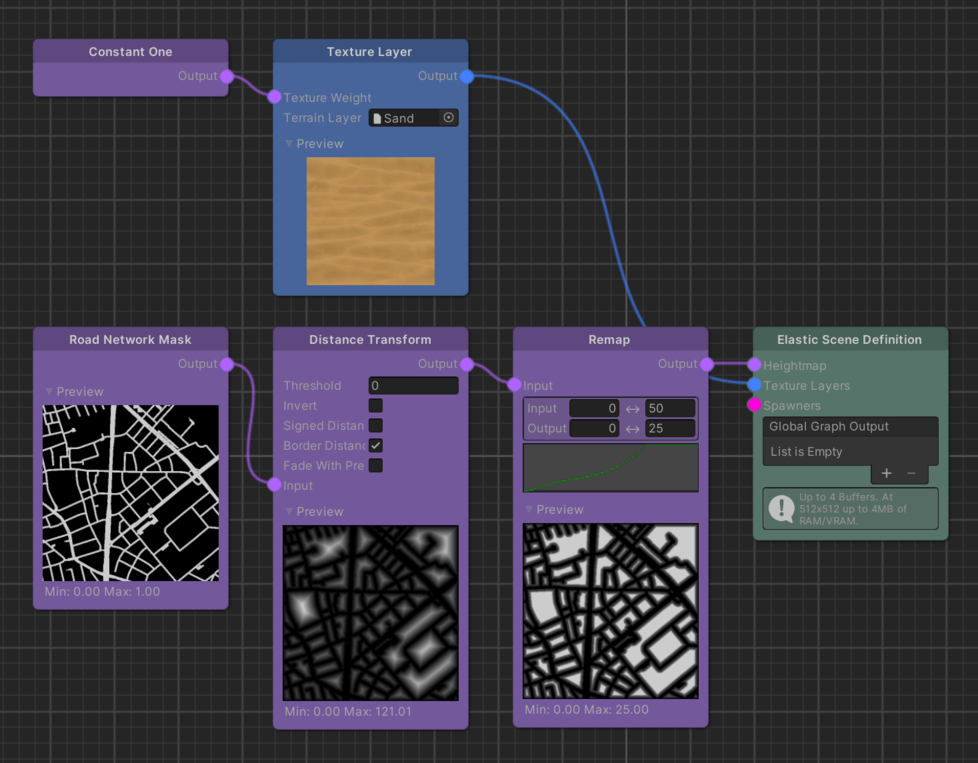 Constant One
Output
Texture Layer
Output
Texture Weight
Terrain Layer Sand
Preview
Road Network Mask
Output
Preview
Min: 0.00 Max: 1.00
Distance Transform
Output
Threshold 0
Invert
Signed Distan
Border Distanc
Fade With Pre
Input
Preview
Min: 0.00 Max: 121.01
Remap
Output
Input
Input 0 ↔ 50
Output 0 ↔ 25
Preview
Min: 0.00 Max: 25.00
Elastic Scene Definition
Heightmap
Texture Layers
Spawners
Global Graph Output
List is Empty
+ −
Up to 4 Buffers. At
512x512 up to 4MB of
RAM/VRAM.